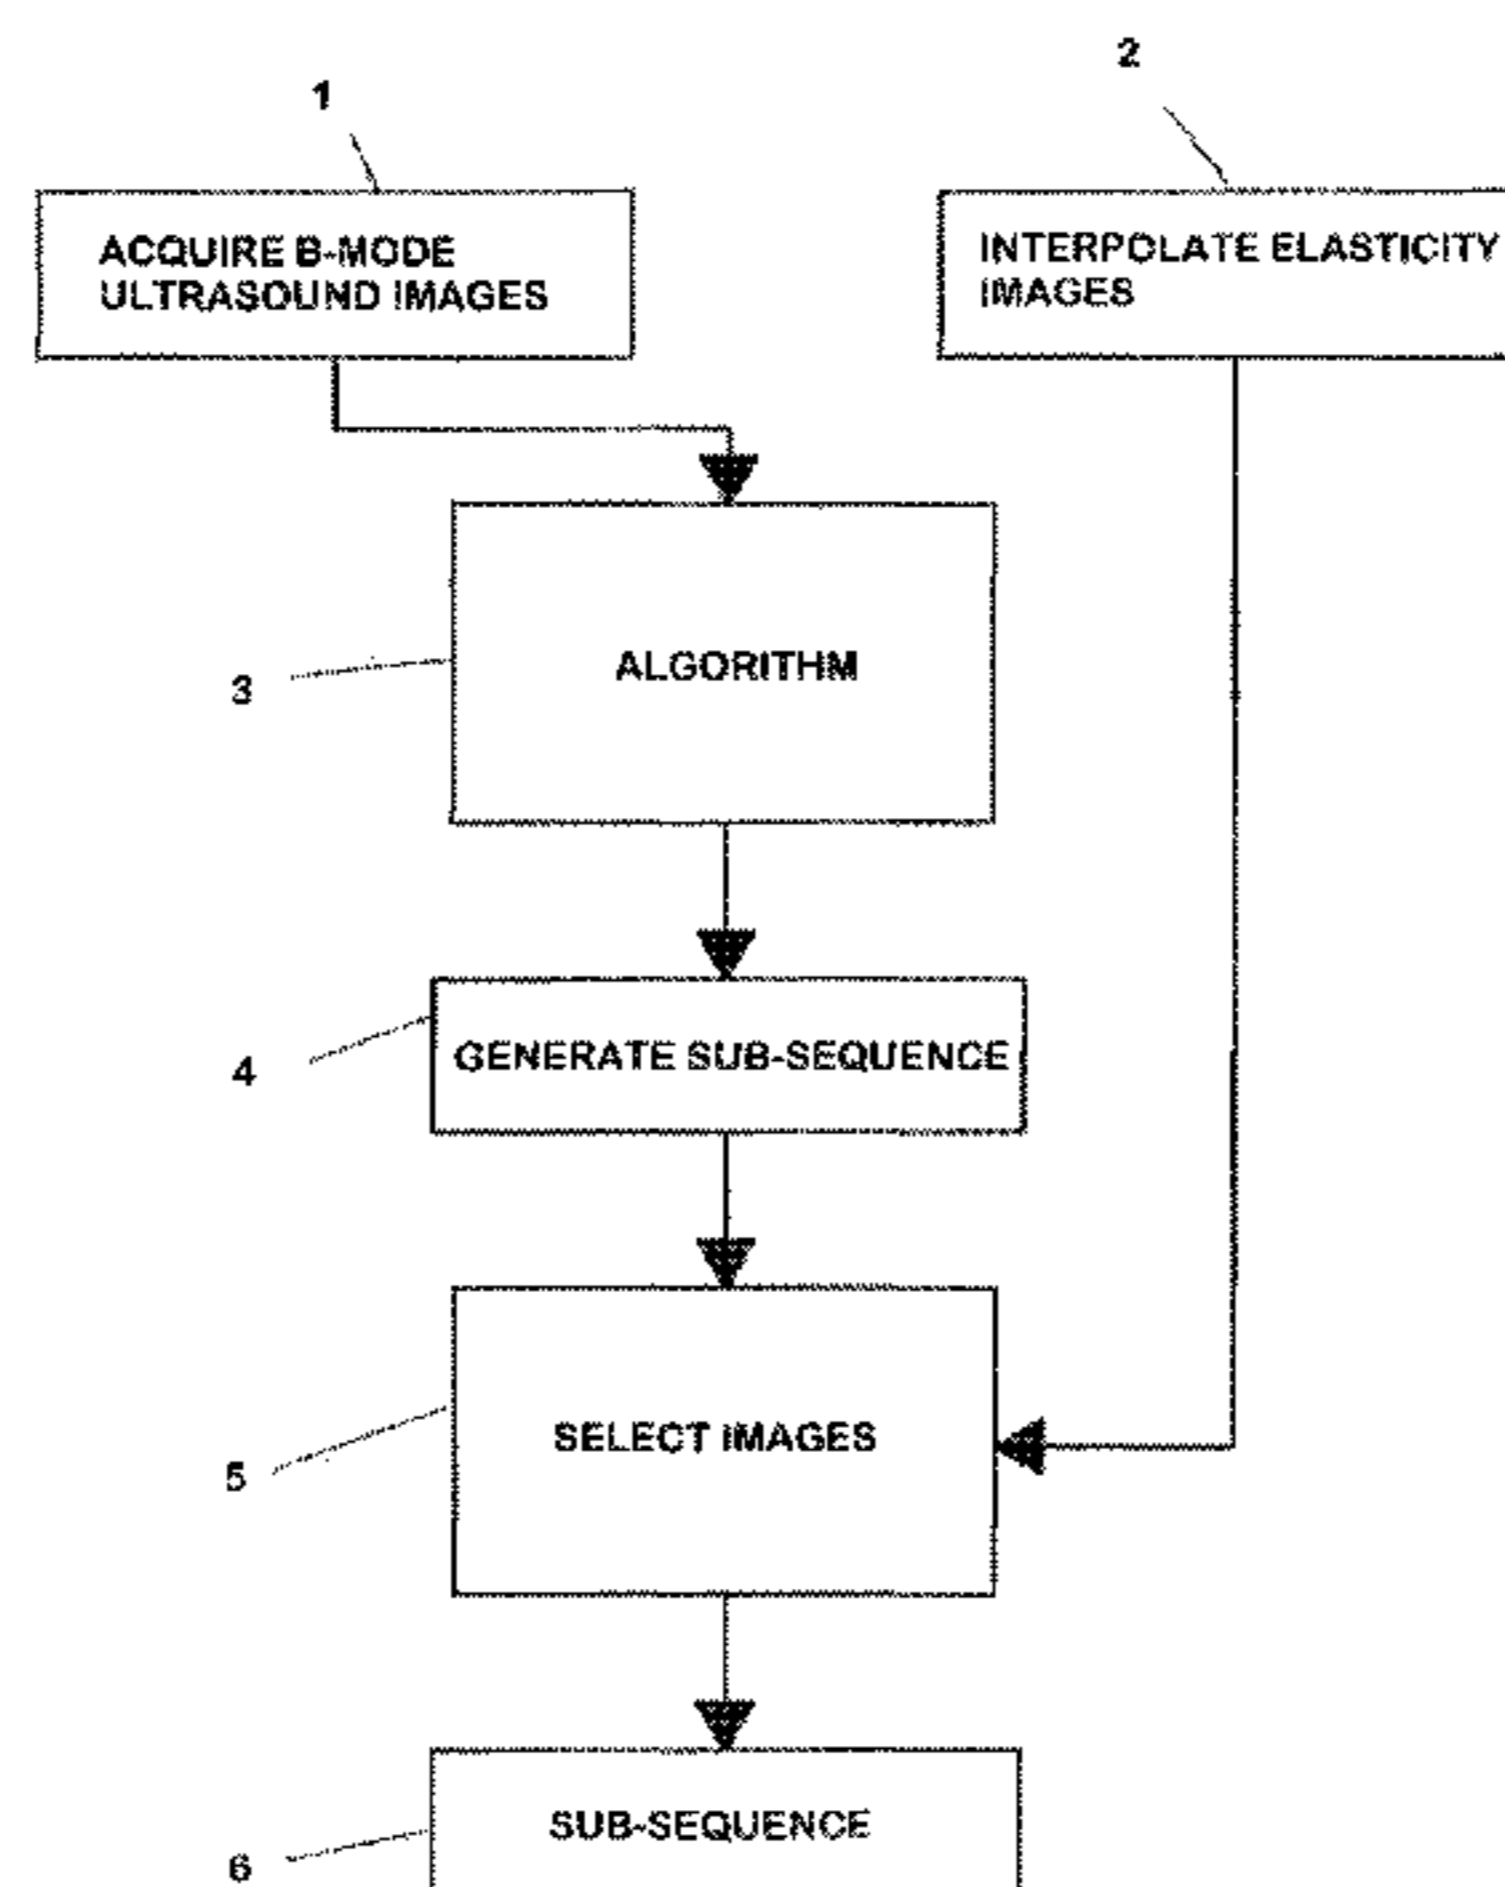 1
2
ACQUIRE B-MODE
ULTRASOUND IMAGES
INTERPOLATE ELASTICITY
IMAGES
3
ALGORITHM
4
GENERATE SUB-SEQUENCE
5
SELECT IMAGES
6
SUB-SEQUENCE